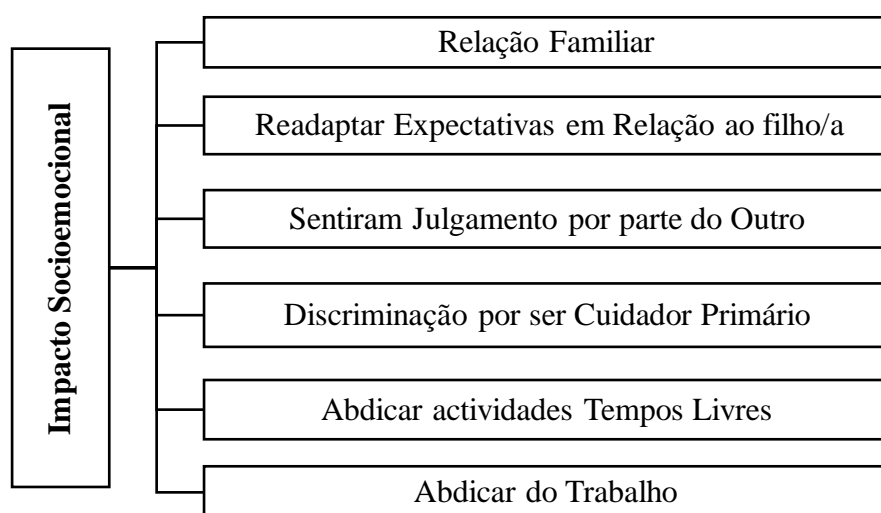 Impacto Socioemocional
Relação Familiar
Readaptar Expectativas em Relação ao filho/a
Sentiram Julgamento por parte do Outro
Discriminação por ser Cuidador Primário
Abdicar actividades Tempos Livres
Abdicar do Trabalho